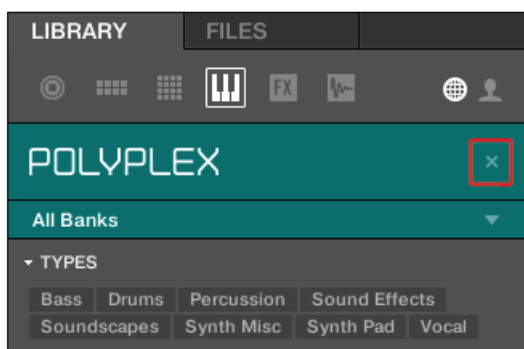 LIBRARY FILES
FX
POLYPLEX ×
All Banks
TYPES
Bass Drums Percussion Sound Effects
Soundscapes Synth Misc Synth Pad Vocal